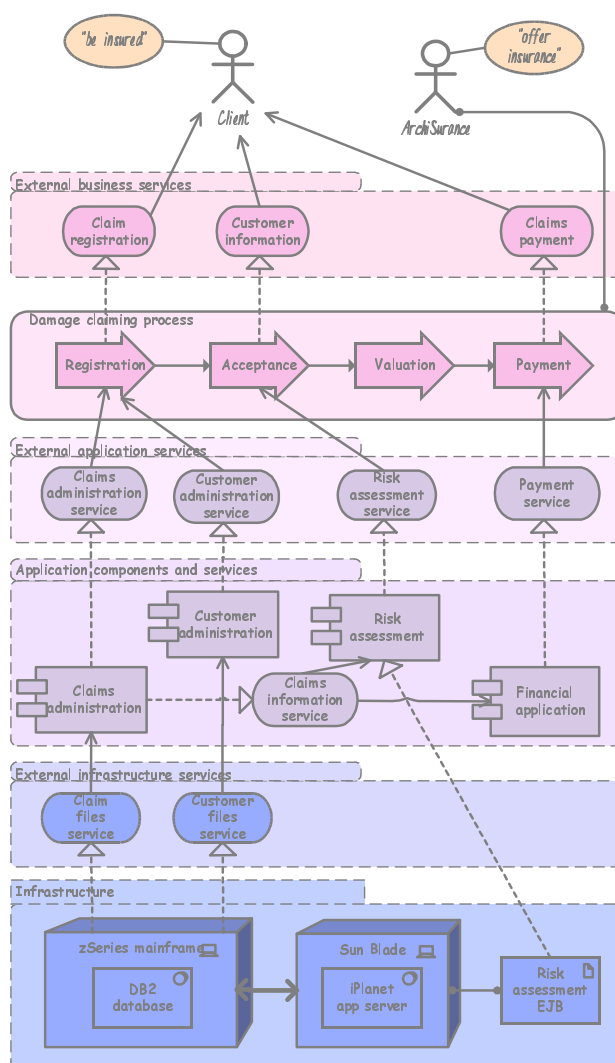 "be insured"
"offer
insurance"
Client
ArchiSurance
External business services
Claim
registration
Customer
information
Claims
payment
Damage claiming process
Registration
Acceptance
Valuation
Payment
External application services
Claims
administration
service
Customer
administration
service
Risk
assessment
service
Payment
service
Application components and services
Customer
administration
Risk
assessment
Claims
administration
Claims
information
service
Financial
application
External infrastructure services
Claim
files
service
Customer
files
service
Infrastructure
zSeries mainframe
DB2
database
Sun Blade
iPlanet
app server
Risk
assessment
EJB